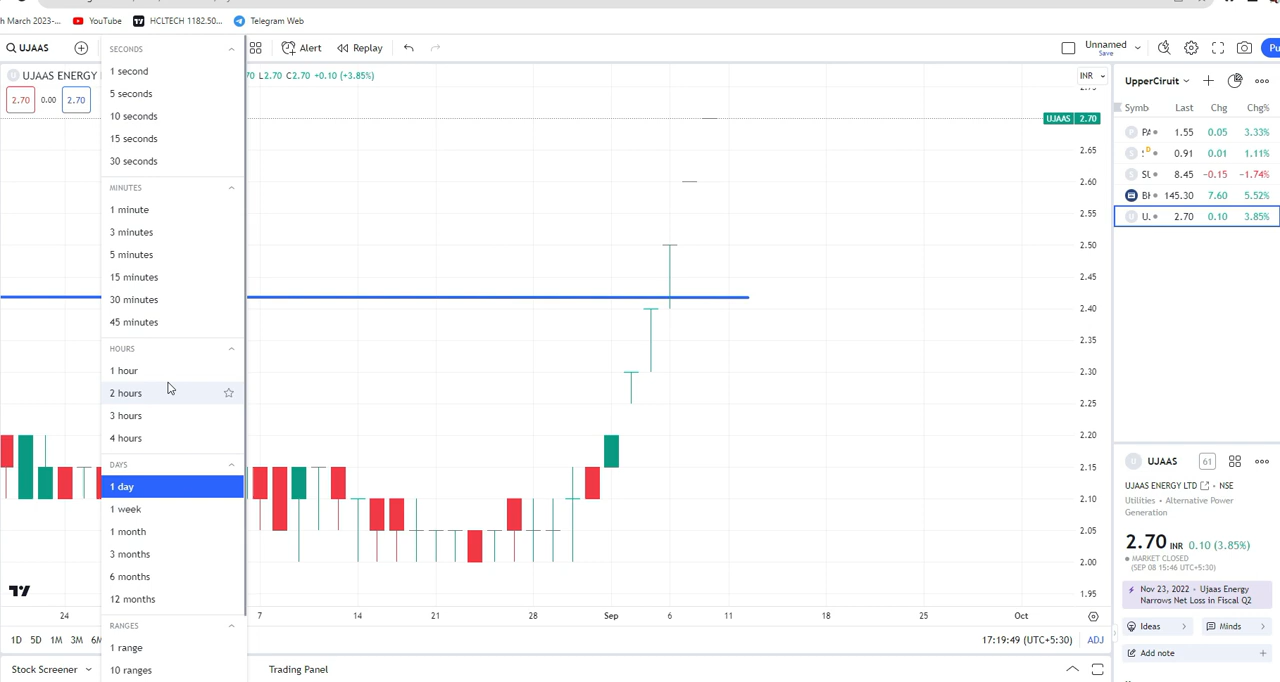 h March 2023-...
YouTube
HCLTECH 1182.50...
Telegram Web
UJAAS
Alert
Replay
Unnamed
Save
Pu
SECONDS
1 second
5 seconds
10 seconds
15 seconds
30 seconds
MINUTES
1 minute
3 minutes
5 minutes
15 minutes
30 minutes
45 minutes
HOURS
1 hour
2 hours
3 hours
4 hours
DAYS
1 day
1 week
1 month
3 months
6 months
12 months
RANGES
1 range
10 ranges
U UJAAS ENERGY
70 L2.70 C2.70 +0.10 (+3.85%)
2.70 0.00 2.70
INR
UJAAS 2.70
2.65
2.60
2.55
2.50
2.45
2.40
2.35
2.30
2.25
2.20
2.15
2.10
2.05
2.00
1.95
24 7 14 21 28 Sep 6 11 18 25 Oct
1D 5D 1M 3M 6M
17:19:49 (UTC+5:30) ADJ
Stock Screener
Trading Panel
UpperCiruit
Symb Last Chg Chg%
P PA 1.55 0.05 3.33%
S 0.91 0.01 1.11%
S SU 8.45 −0.15 −1.74%
BH 145.30 7.60 5.52%
U U. 2.70 0.10 3.85%
U UJAAS 61
UJAAS ENERGY LTD • NSE
Utilities • Alternative Power
Generation
2.70 INR 0.10 (3.85%)
MARKET CLOSED
(SEP 08 15:46 UTC+5:30)
Nov 23, 2022 · Ujaas Energy
Narrows Net Loss in Fiscal Q2
Ideas
Minds
Add note